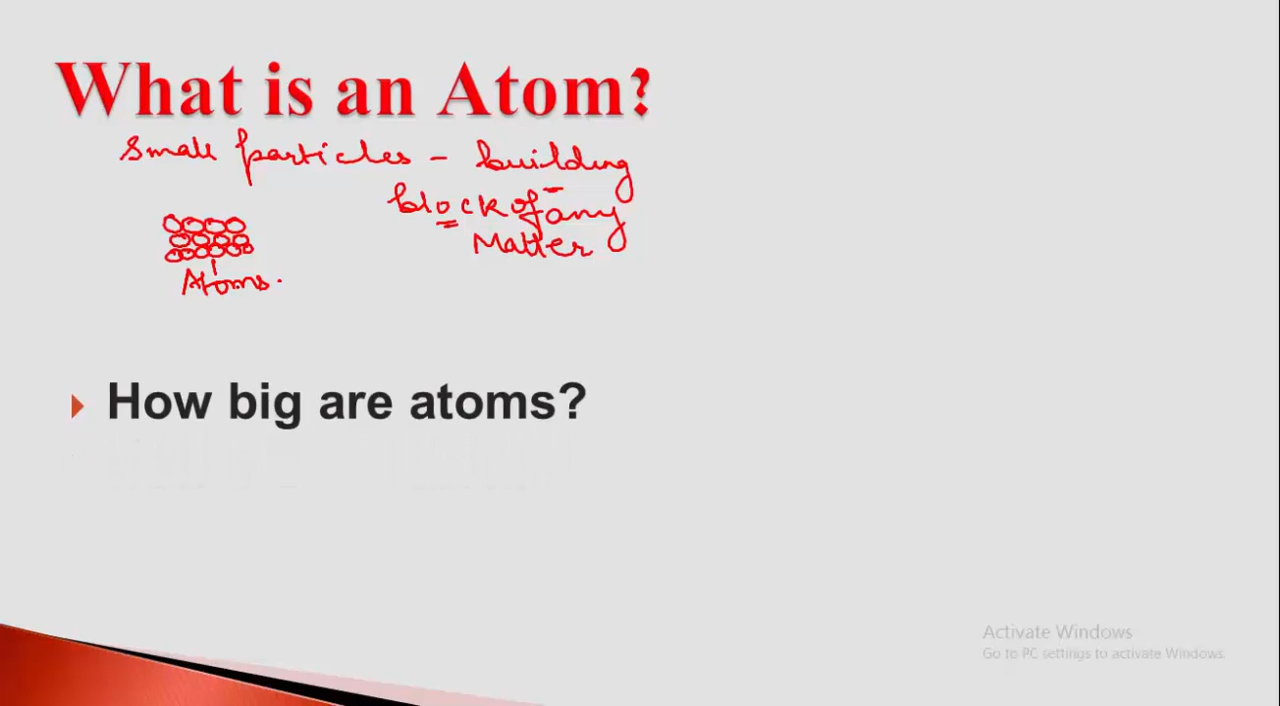 What is an Atom?
Small particles - building
block of any
Matter
Atoms.
How big are atoms?
Activate Windows
Go to PC settings to activate Windows.